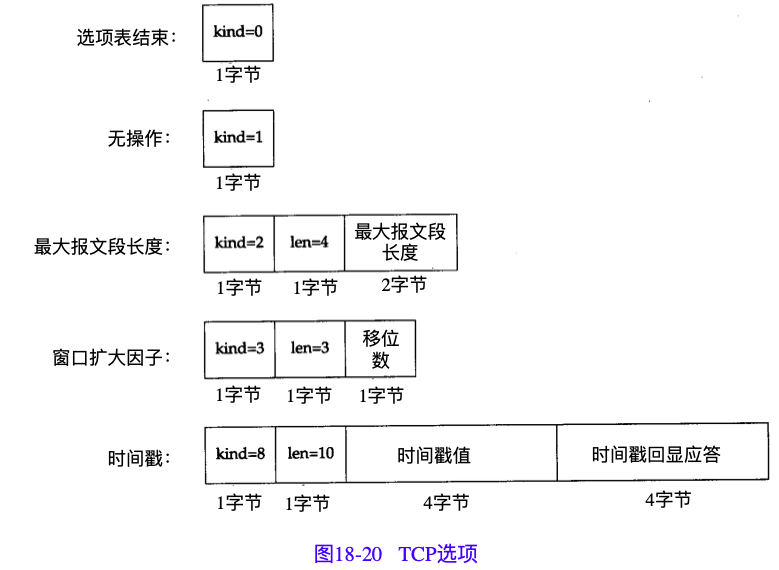 选项表结束：
kind=0
1字节
无操作：
kind=1
1字节
最大报文段长度：
kind=2
len=4
最大报文段
长度
1字节
1字节
2字节
窗口扩大因子：
kind=3
len=3
移位
数
1字节
1字节
1字节
时间戳：
kind=8
len=10
时间戳值
时间戳回显应答
1字节
1字节
4字节
4字节
图18-20 TCP选项